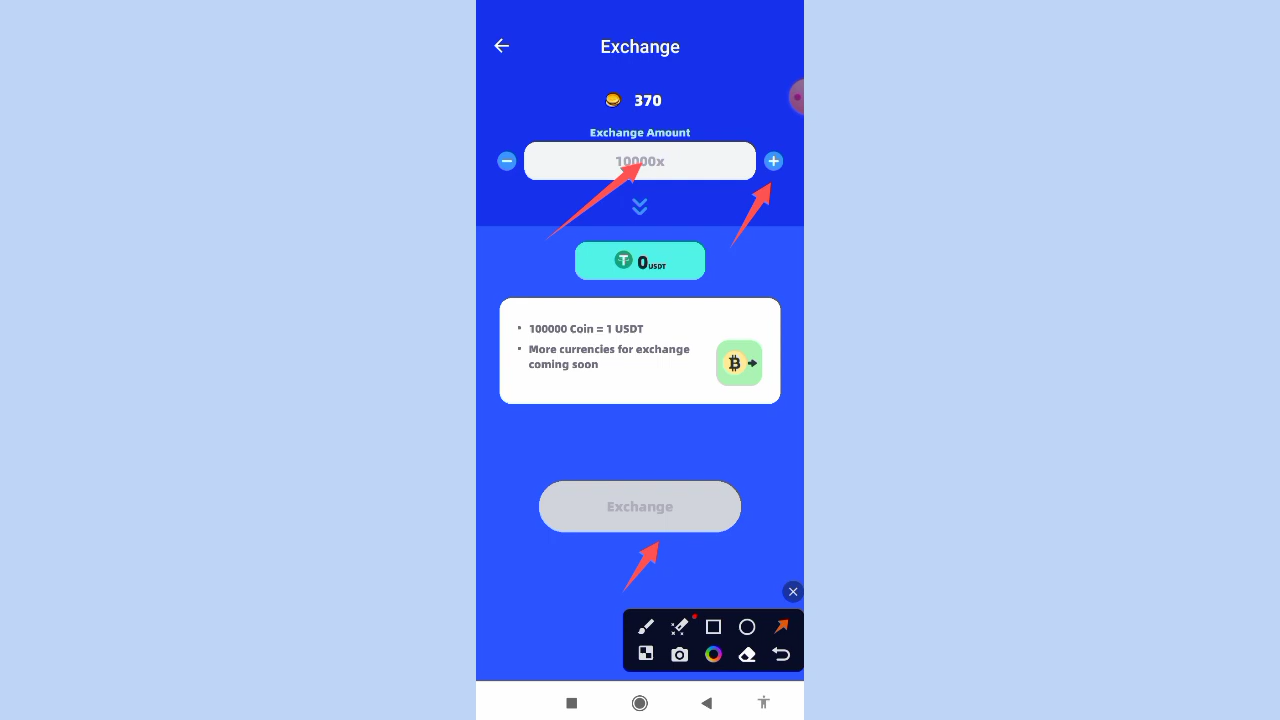 Exchange
370
Exchange Amount
10000x
0USDT
• 100000 Coin = 1 USDT
• More currencies for exchange
coming soon
Exchange